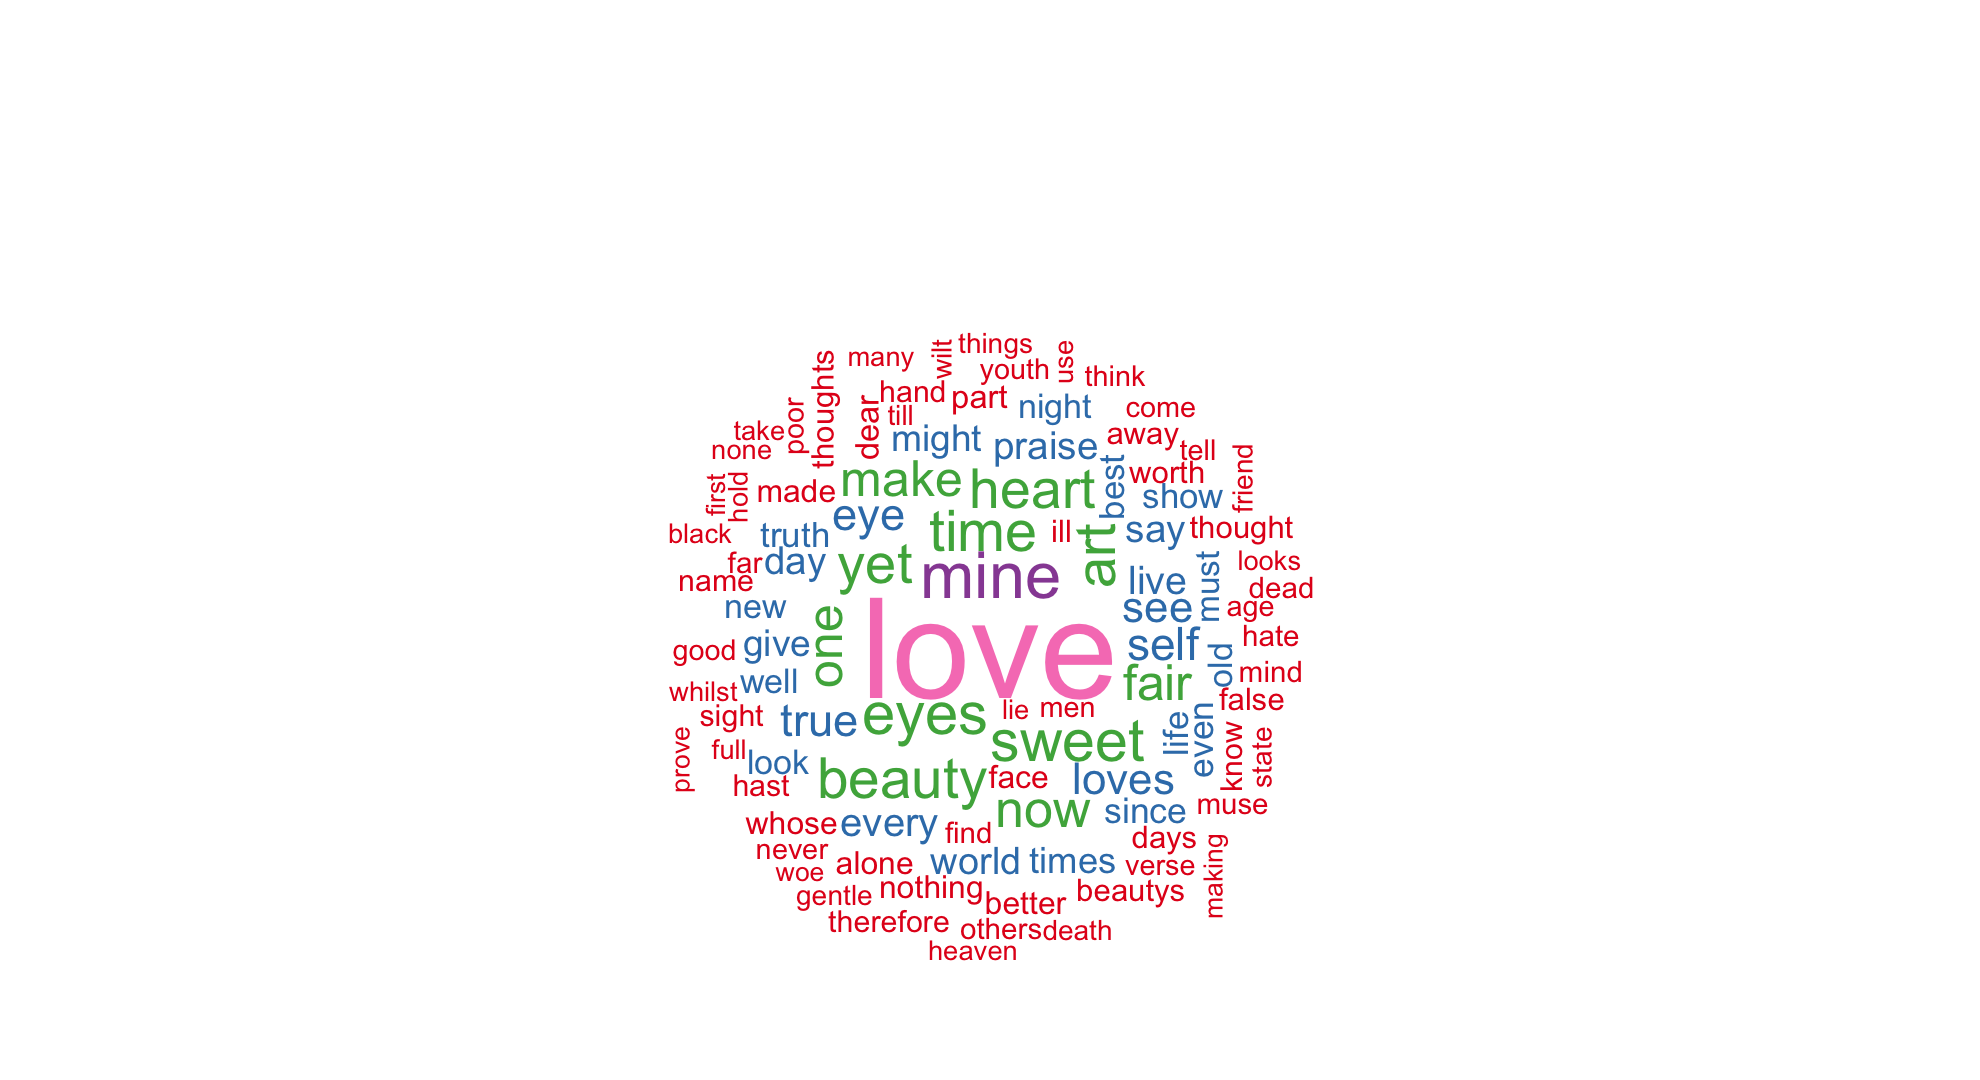 things
many
wilt
use
youth
think
thoughts
hand
part
night
come
dear
till
poor
take
might
praise
away
none
tell
best
worth
friend
make
heart
first
hold
made
show
eye
time
ill
art
say
thought
black
truth
yet
mine
far
day
live
must
looks
name
dead
new
one
love
see
age
good
give
self
hate
well
fair
old
mind
whilst
false
sight
true
eyes
lie
men
life
even
prove
full
look
sweet
know
state
hast
beauty
face
loves
now
since
muse
whose
every
find
days
never
alone
world
times
verse
making
woe
gentle
nothing
better
beautys
therefore
others
death
heaven